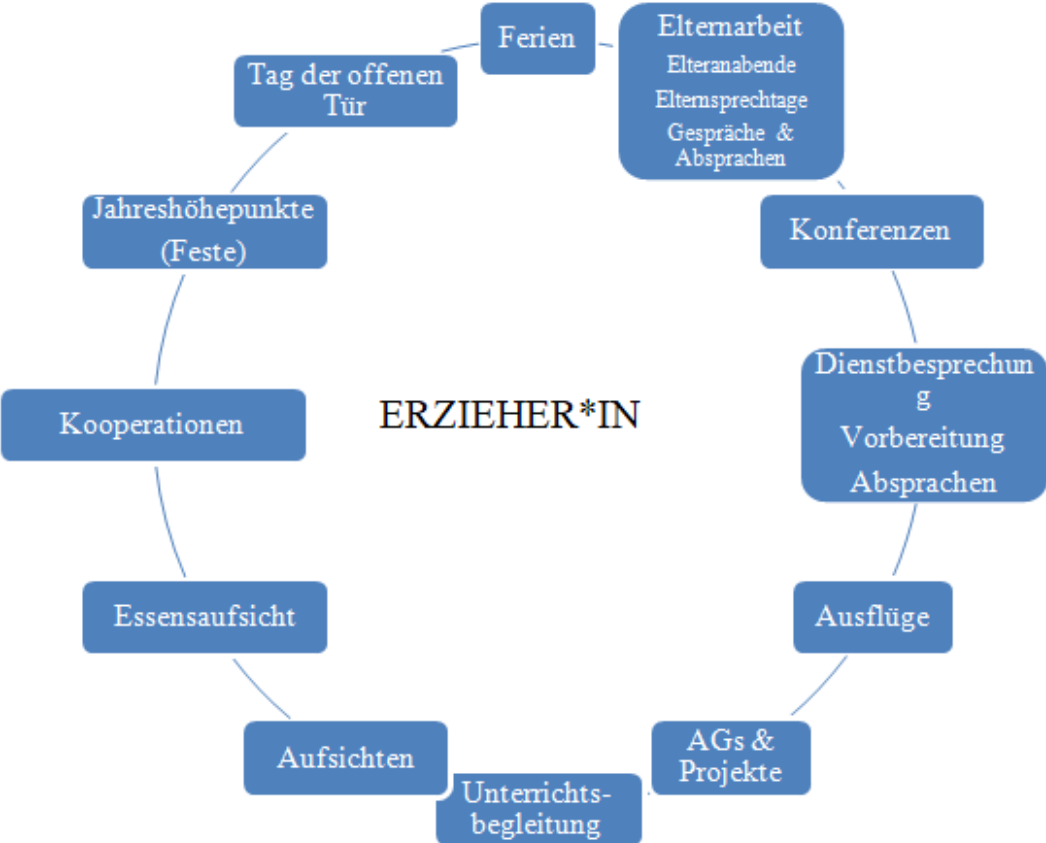 Ferien
Elternarbeit
Elteranabende
Elternsprechtage
Gespräche &
Absprachen
Konferenzen
Dienstbesprechun
g
Vorbereitung
Absprachen
Ausflüge
AGs &
Projekte
Unterrichts-
begleitung
Aufsichten
Essensaufsicht
Kooperationen
Jahreshöhepunkte
(Feste)
Tag der offenen
Tür
ERZIEHER*IN